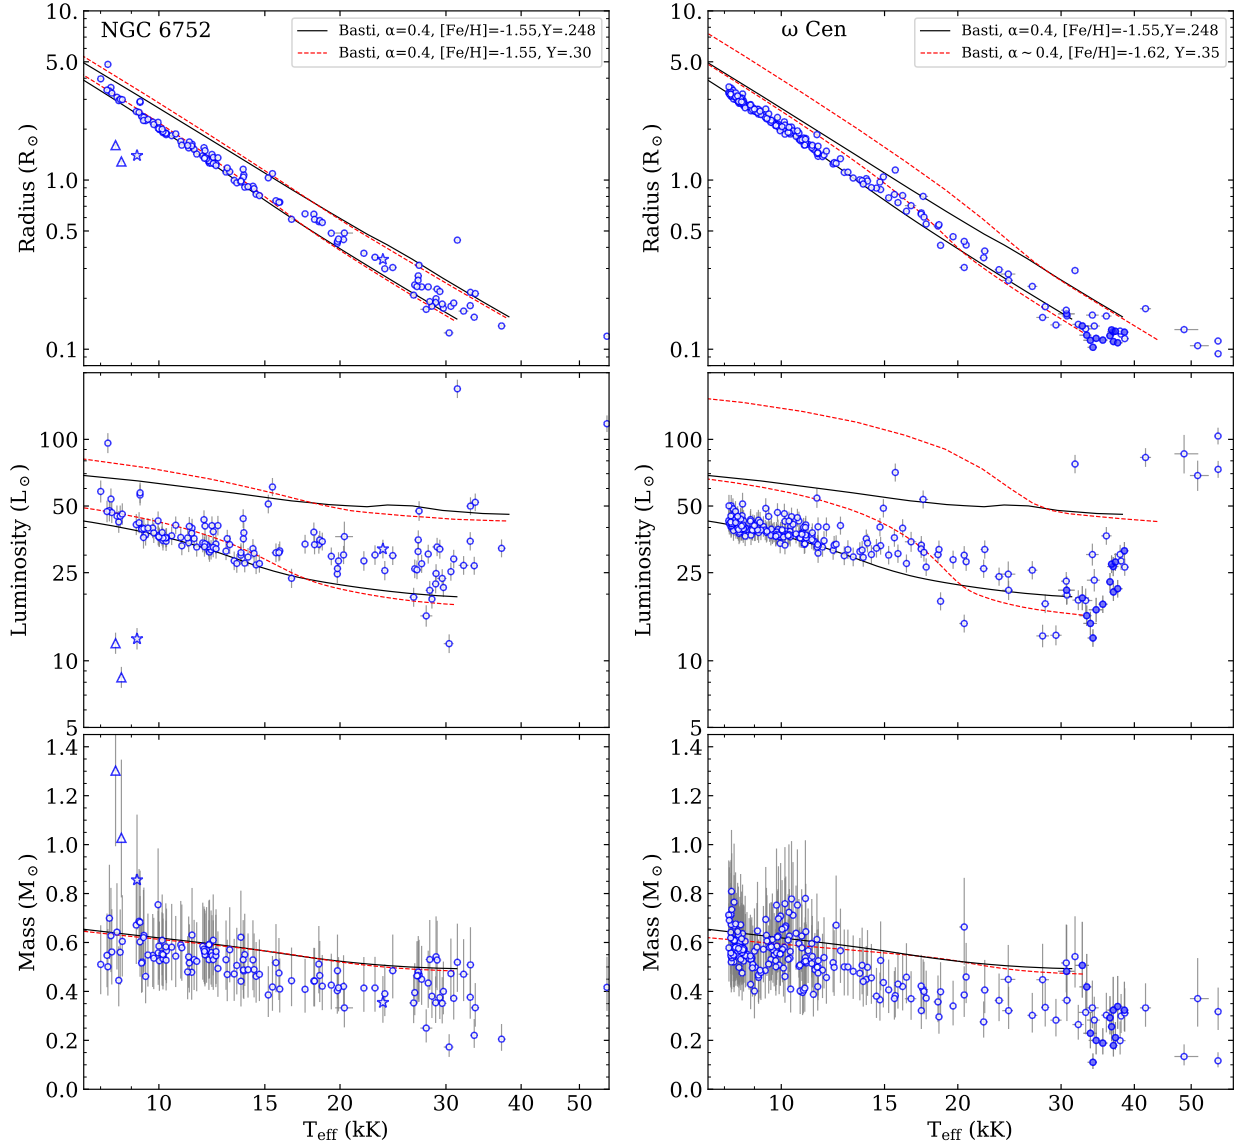 NGC 6752
Basti, α=0.4, [Fe/H]=-1.55,Y=.248
Basti, α=0.4, [Fe/H]=-1.55, Y=.30
ω Cen
Basti, α=0.4, [Fe/H]=-1.55,Y=.248
Basti, α~0.4, [Fe/H]=-1.62, Y=.35
10.
5.0
1.0
0.5
0.1
Radius (R⊙)
10.
5.0
1.0
0.5
0.1
Radius (R⊙)
100
50
25
10
5
Luminosity (L⊙)
100
50
25
10
5
Luminosity (L⊙)
1.4
1.2
1.0
0.8
0.6
0.4
0.2
0.0
Mass (M⊙)
1.4
1.2
1.0
0.8
0.6
0.4
0.2
0.0
Mass (M⊙)
10 15 20 30 40 50
Teff (kK)
10 15 20 30 40 50
Teff (kK)